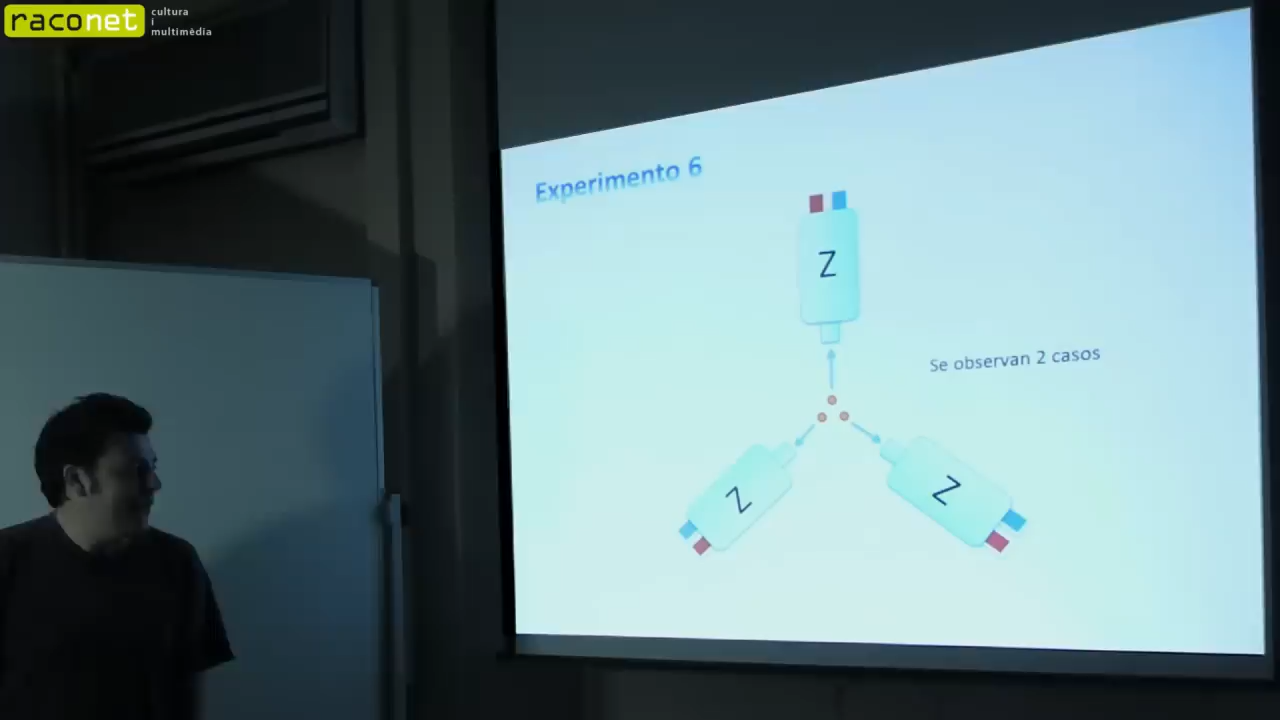 raconet
cultura
i
multimèdia
Experimento 6
Z
Se observan 2 casos
Z
Z